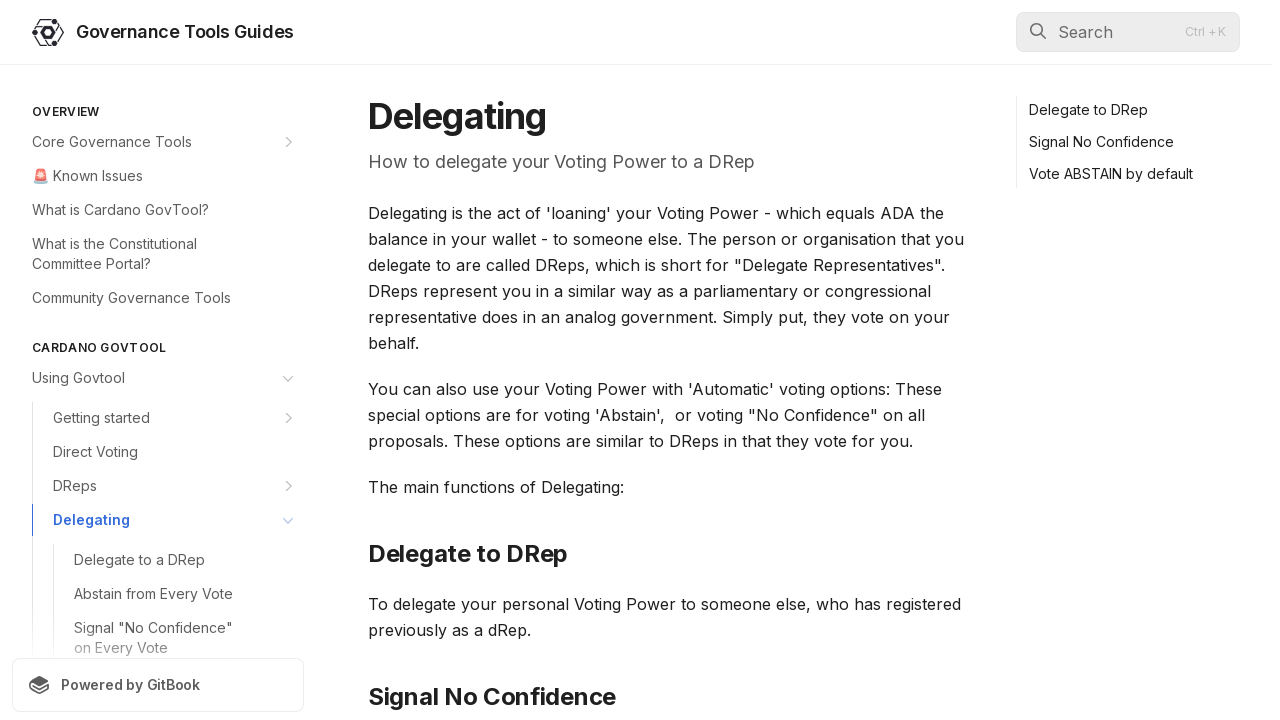 Governance Tools Guides
Search
Ctrl + K
OVERVIEW
Core Governance Tools
🚨 Known Issues
What is Cardano GovTool?
What is the Constitutional
Committee Portal?
Community Governance Tools
CARDANO GOVTOOL
Using Govtool
Getting started
Direct Voting
DReps
Delegating
Delegate to a DRep
Abstain from Every Vote
Signal "No Confidence"
on Every Vote
Powered by GitBook
Delegating
How to delegate your Voting Power to a DRep
Delegating is the act of 'loaning' your Voting Power - which equals ADA the
balance in your wallet - to someone else. The person or organisation that you
delegate to are called DReps, which is short for "Delegate Representatives".
DReps represent you in a similar way as a parliamentary or congressional
representative does in an analog government. Simply put, they vote on your
behalf.
You can also use your Voting Power with 'Automatic' voting options: These
special options are for voting 'Abstain',  or voting "No Confidence" on all
proposals. These options are similar to DReps in that they vote for you.
The main functions of Delegating:
Delegate to DRep
To delegate your personal Voting Power to someone else, who has registered
previously as a dRep.
Signal No Confidence
Delegate to DRep
Signal No Confidence
Vote ABSTAIN by default